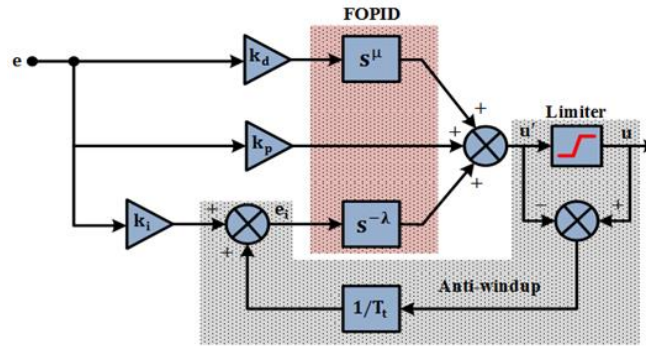 FOPID
k_d
s^μ
e
Limiter
+
+
k_p
u'
u
+
e_i
− +
+
k_i
s^{-λ}
+
Anti-windup
1/T_t